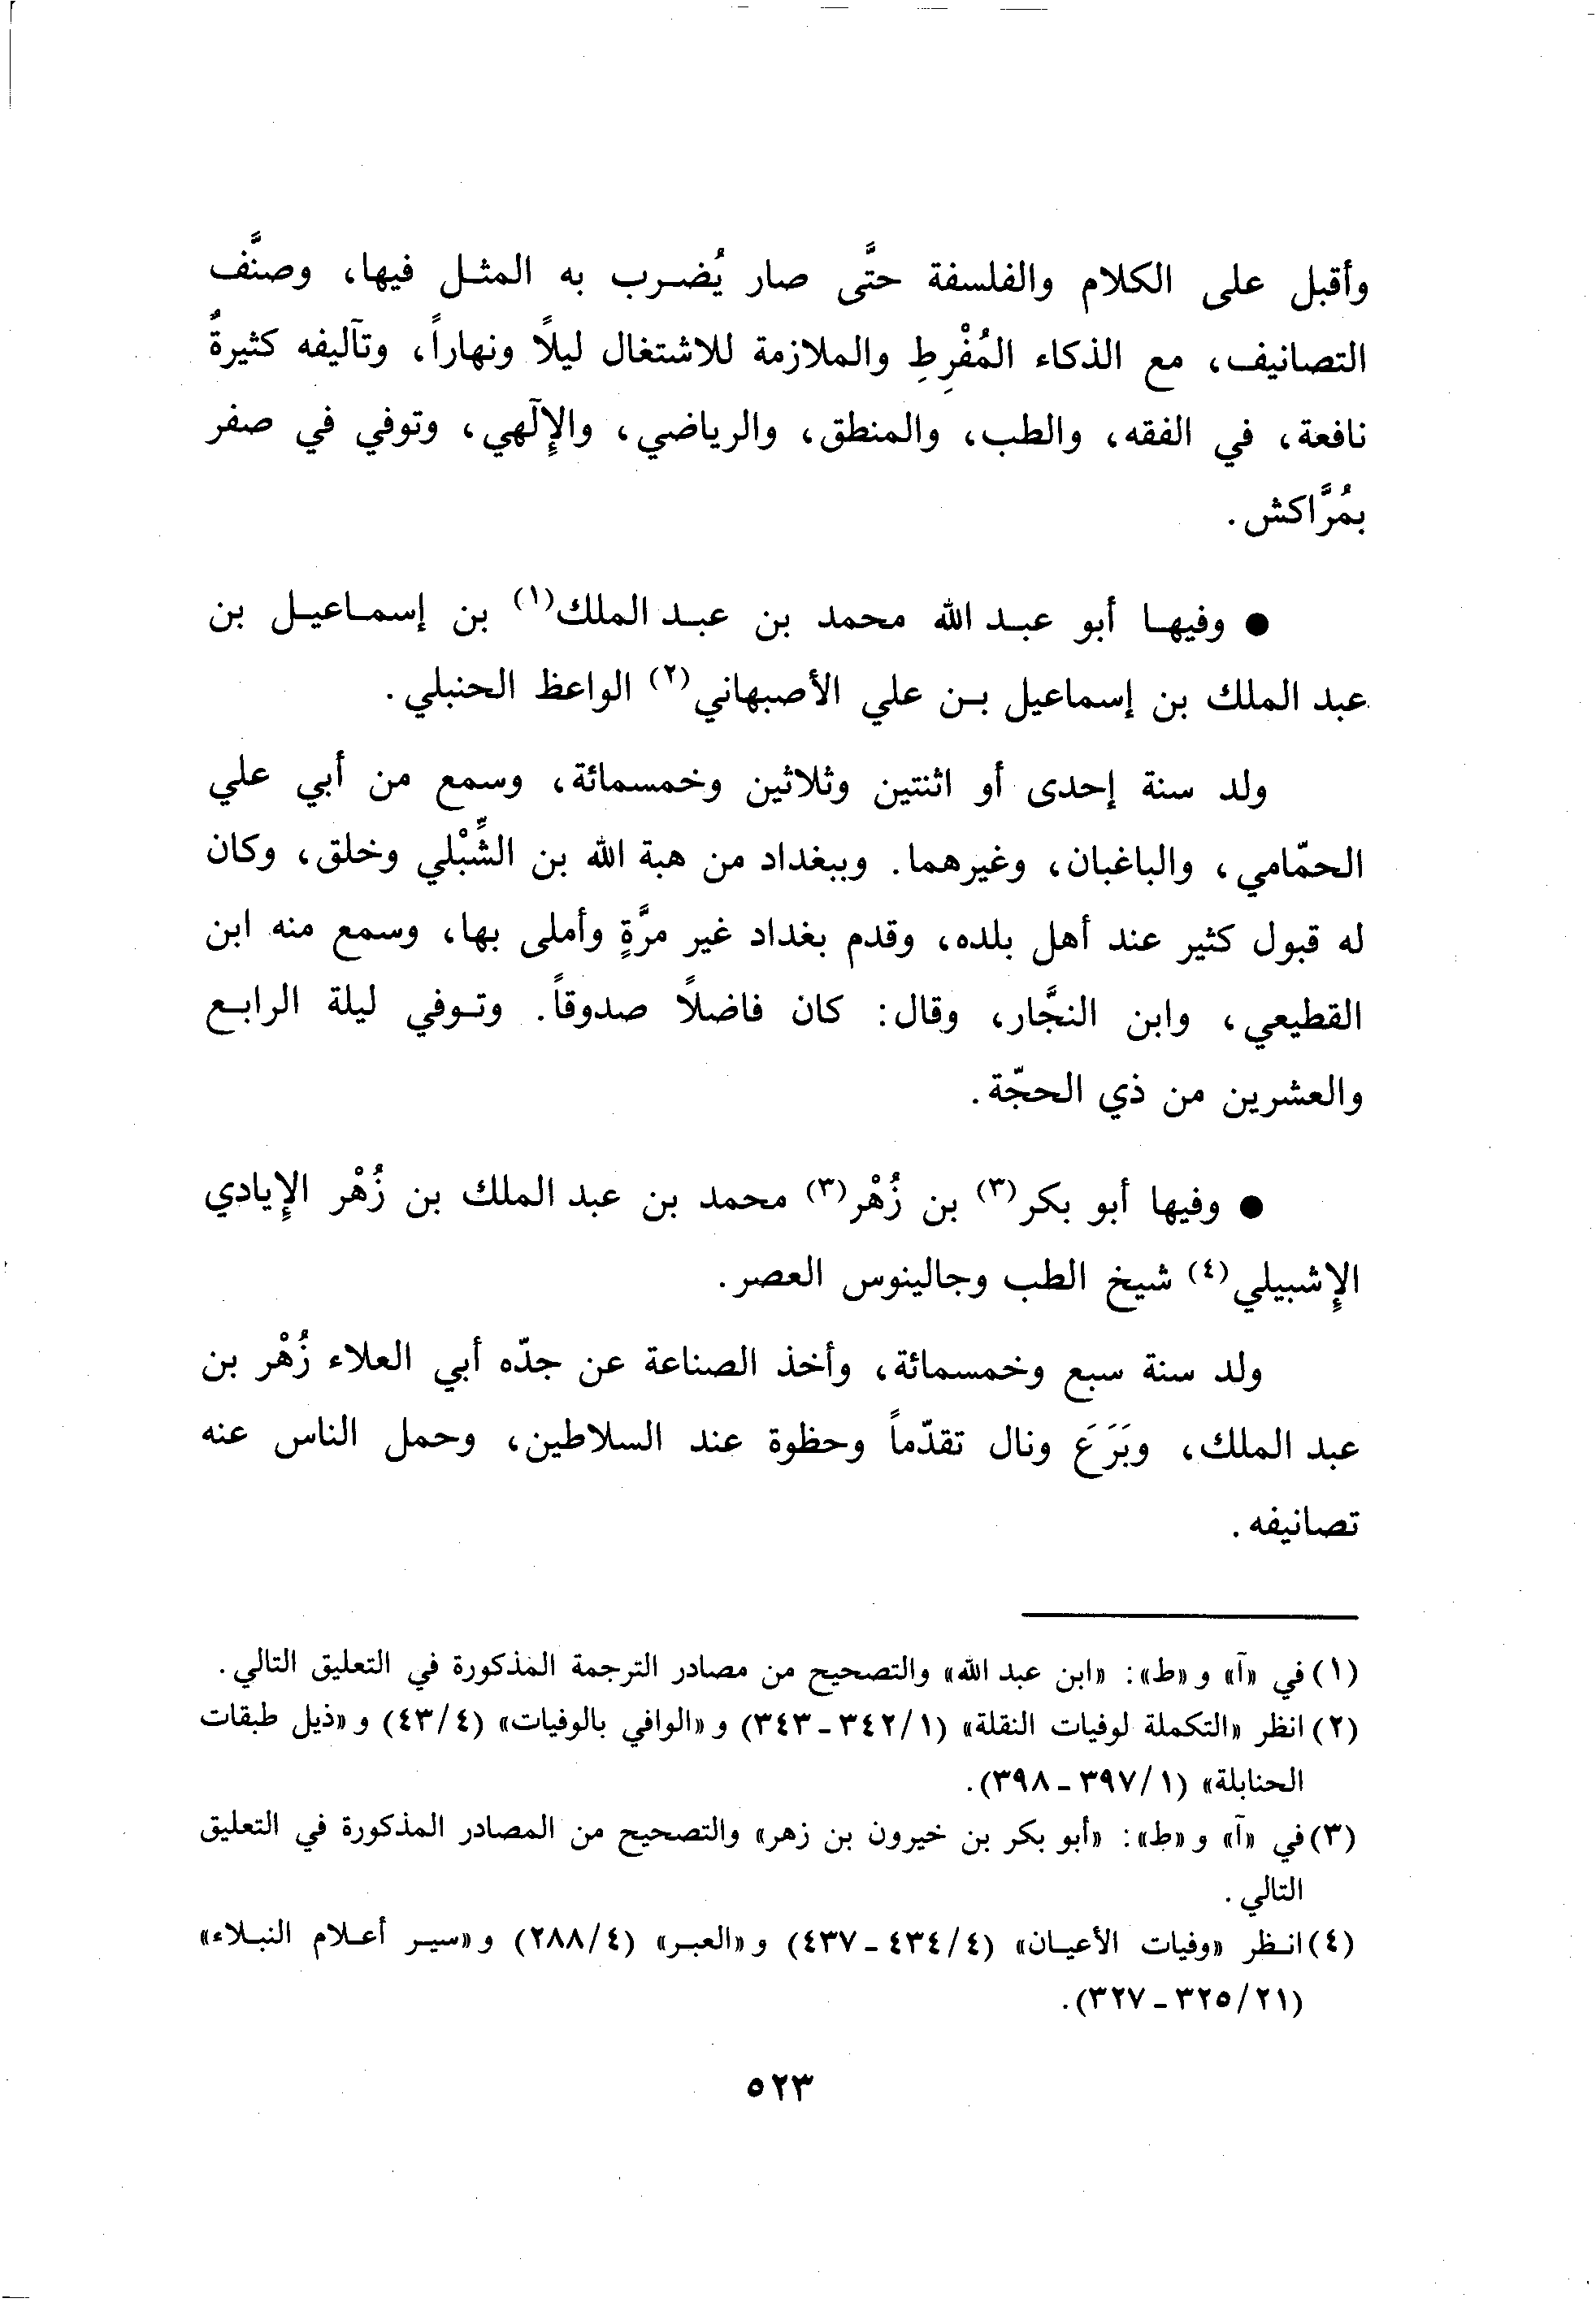 وأقبل على الكلام والفلسفة حتَّى صار يُضرب به المثل فيها، وصنَّف
التصانيف، مع الذكاء المُفْرِطِ والملازمة للاشتغال ليلًا ونهاراً، وتآليفه كثيرةٌ
نافعة، في الفقه، والطب، والمنطق، والرياضي، والإلٓهي، وتوفي في صفر
بمُرَّاكش.
● وفيها أبو عبد الله محمد بن عبد الملك(١) بن إسماعيل بن
عبد الملك بن إسماعيل بن علي الأصبهاني(٢) الواعظ الحنبلي.
ولد سنة إحدى أو اثنتين وثلاثين وخمسمائة، وسمع من أبي علي
الحمّامي، والباغبان، وغيرهما. وببغداد من هبة الله بن الشِّبْلي وخلق، وكان
له قبول كثير عند أهل بلده، وقدم بغداد غير مرَّةٍ وأملى بها، وسمع منه ابن
القطيعي، وابن النجَّار، وقال: كان فاضلًا صدوقاً. وتوفي ليلة الرابع
والعشرين من ذي الحجّة.
● وفيها أبو بكر(٣) بن زُهْر(٣) محمد بن عبد الملك بن زُهْر الإيادي
الإشبيلي(٤) شيخ الطب وجالينوس العصر.
ولد سنة سبع وخمسمائة، وأخذ الصناعة عن جدّه أبي العلاء زُهْر بن
عبد الملك، وبَرَعَ ونال تقدّماً وحظوة عند السلاطين، وحمل الناس عنه
تصانيفه.
(١) في «آ» و«ط»: «ابن عبد الله» والتصحيح من مصادر الترجمة المذكورة في التعليق التالي.
(٢) انظر «التكملة لوفيات النقلة» (٣٤٢/١ - ٣٤٣) و«الوافي بالوفيات» (٤٣/٤) و«ذيل طبقات
الحنابلة» (٣٩٧/١ - ٣٩٨).
(٣) في «آ» و«ط»: «أبو بكر بن خيرون بن زهر» والتصحيح من المصادر المذكورة في التعليق
التالي.
(٤) انظر «وفيات الأعيان» (٤٣٤/٤ - ٤٣٧) و«العبر» (٢٨٨/٤) و«سير أعلام النبلاء»
(٣٢٥/٢١ - ٣٢٧).
٥٢٣